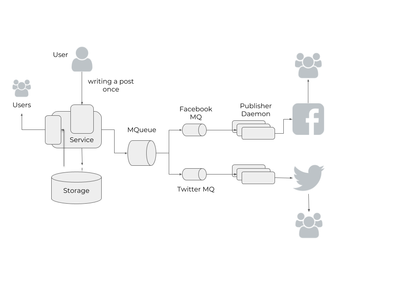 User
writing a post
once
Users
Facebook
MQ
Publisher
Daemon
MQueue
Service
Storage
Twitter MQ